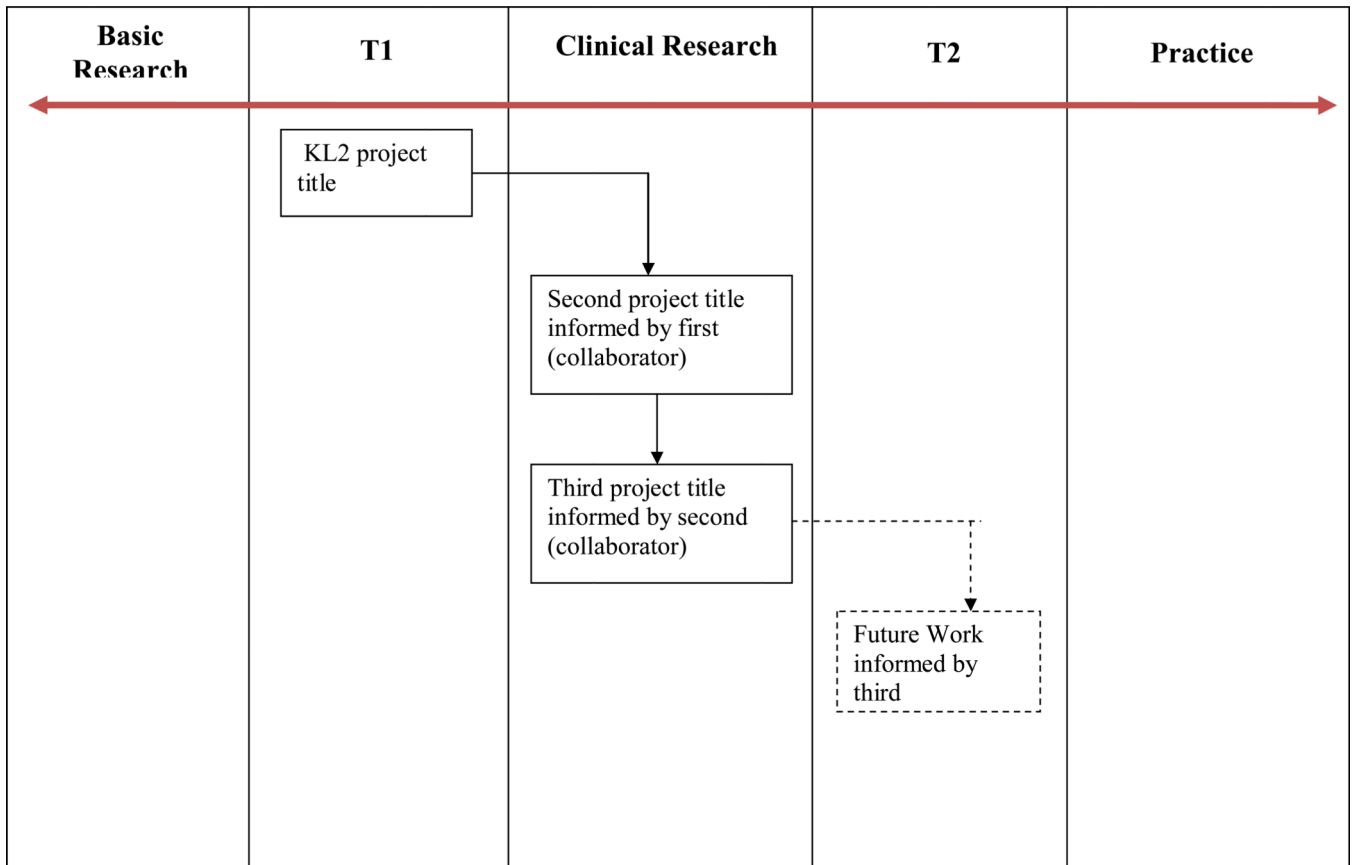 Basic
Research
T1
Clinical Research
T2
Practice
KL2 project
title
Second project title
informed by first
(collaborator)
Third project title
informed by second
(collaborator)
Future Work
informed by
third